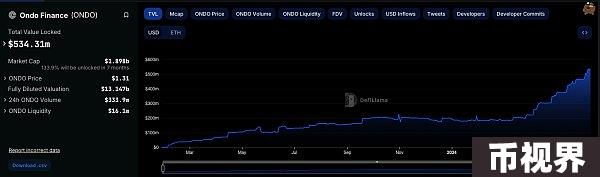 Ondo Finance (ONDO)
Total Value Locked
$534.31m
Market Cap $1.898b
133.9% will be unlocked in 7 months
ONDO Price $1.31
Fully Diluted Valuation $13.147b
24h ONDO Volume $333.9m
ONDO Liquidity $16.1m
Report incorrect data
Download .csv
TVL Mcap ONDO Price ONDO Volume ONDO Liquidity FDV Unlocks USD Inflows Tweets Developers Developer Commits
USD ETH
$600m
$500m
$400m
$300m
$200m
$100m
$0
DefiLlama
Mar May Jul Sep Nov 2024
币视界